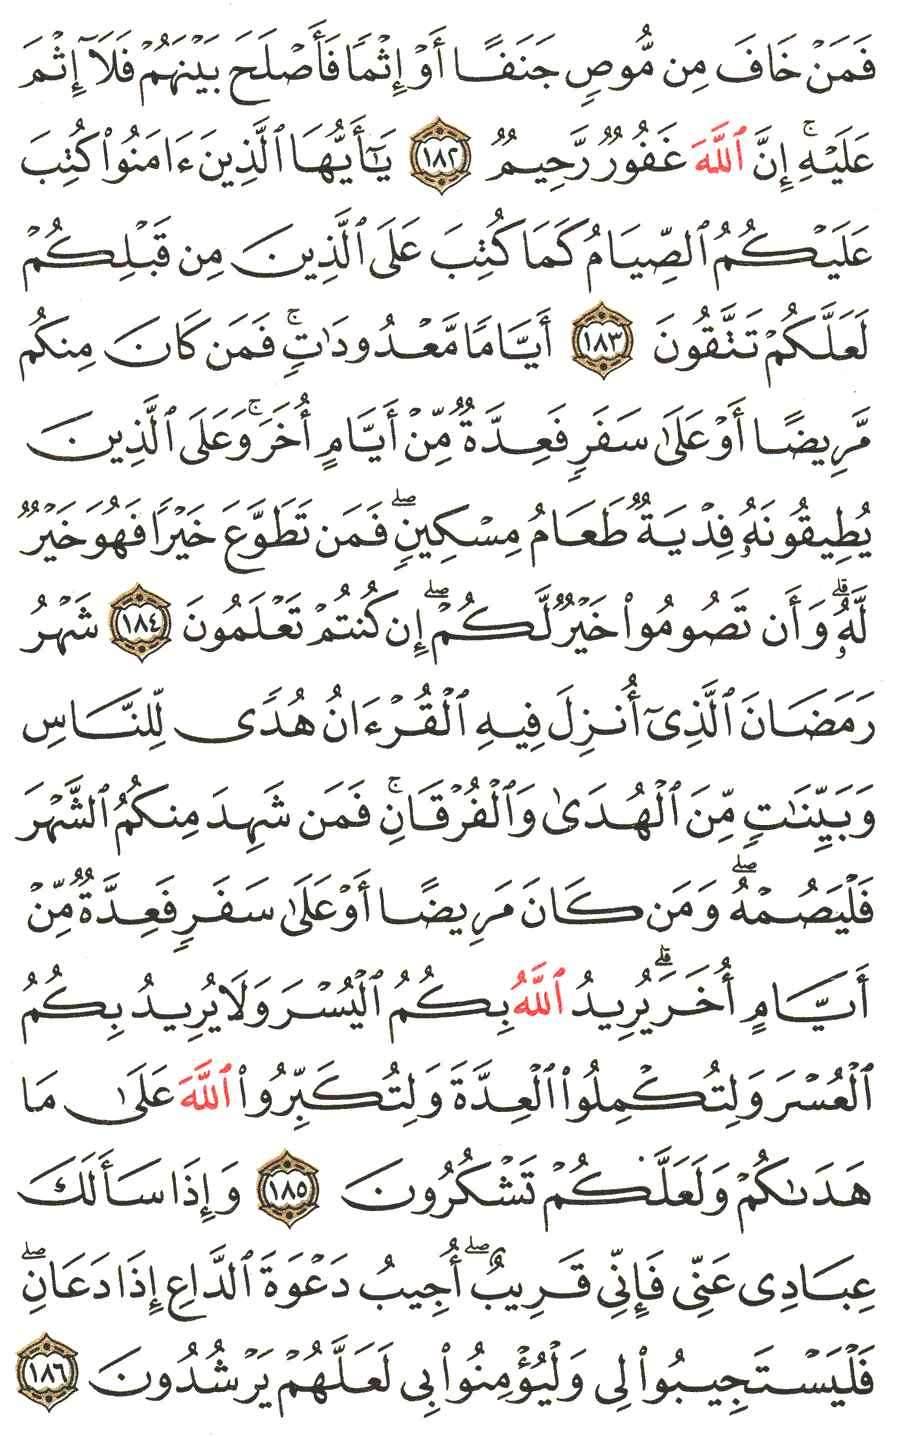 فَمَنْ خَافَ مِن مُّوصٍ جَنَفًا أَوْ إِثْمًا فَأَصْلَحَ بَيْنَهُمْ فَلَآ إِثْمَ
عَلَيْهِ ۚ إِنَّ ٱللَّهَ غَفُورٌ رَّحِيمٌ ١٨٢ يَٰٓأَيُّهَا ٱلَّذِينَ ءَامَنُوا۟ كُتِبَ
عَلَيْكُمُ ٱلصِّيَامُ كَمَا كُتِبَ عَلَى ٱلَّذِينَ مِن قَبْلِكُمْ
لَعَلَّكُمْ تَتَّقُونَ ١٨٣ أَيَّامًا مَّعْدُودَٰتٍ ۚ فَمَن كَانَ مِنكُم
مَّرِيضًا أَوْ عَلَىٰ سَفَرٍ فَعِدَّةٌ مِّنْ أَيَّامٍ أُخَرَ ۚ وَعَلَى ٱلَّذِينَ
يُطِيقُونَهُۥ فِدْيَةٌ طَعَامُ مِسْكِينٍ ۖ فَمَن تَطَوَّعَ خَيْرًا فَهُوَ خَيْرٌ
لَّهُۥ ۚ وَأَن تَصُومُوا۟ خَيْرٌ لَّكُمْ ۖ إِن كُنتُمْ تَعْلَمُونَ ١٨٤ شَهْرُ
رَمَضَانَ ٱلَّذِىٓ أُنزِلَ فِيهِ ٱلْقُرْءَانُ هُدًى لِّلنَّاسِ
وَبَيِّنَٰتٍ مِّنَ ٱلْهُدَىٰ وَٱلْفُرْقَانِ ۚ فَمَن شَهِدَ مِنكُمُ ٱلشَّهْرَ
فَلْيَصُمْهُ ۖ وَمَن كَانَ مَرِيضًا أَوْ عَلَىٰ سَفَرٍ فَعِدَّةٌ مِّنْ
أَيَّامٍ أُخَرَ ۗ يُرِيدُ ٱللَّهُ بِكُمُ ٱلْيُسْرَ وَلَا يُرِيدُ بِكُمُ
ٱلْعُسْرَ وَلِتُكْمِلُوا۟ ٱلْعِدَّةَ وَلِتُكَبِّرُوا۟ ٱللَّهَ عَلَىٰ مَا
هَدَىٰكُمْ وَلَعَلَّكُمْ تَشْكُرُونَ ١٨٥ وَإِذَا سَأَلَكَ
عِبَادِى عَنِّى فَإِنِّى قَرِيبٌ ۖ أُجِيبُ دَعْوَةَ ٱلدَّاعِ إِذَا دَعَانِ ۖ
فَلْيَسْتَجِيبُوا۟ لِى وَلْيُؤْمِنُوا۟ بِى لَعَلَّهُمْ يَرْشُدُونَ ١٨٦